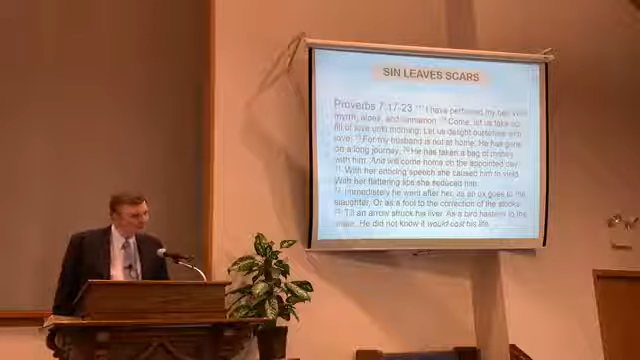 SIN LEAVES SCARS
Proverbs 7:17-23 I have perfumed my bed with
myrrh, aloes, and cinnamon. Come, let us take our
fill of love until morning; Let us delight ourselves with
love. For my husband is not at home; He has gone
on a long journey; He has taken a bag of money
with him, And will come home on the appointed day.
With her enticing speech she caused him to yield,
With her flattering lips she seduced him.
Immediately he went after her, as an ox goes to the
slaughter, Or as a fool to the correction of the stocks,
Till an arrow struck his liver. As a bird hastens to the
snare, He did not know it would cost his life.